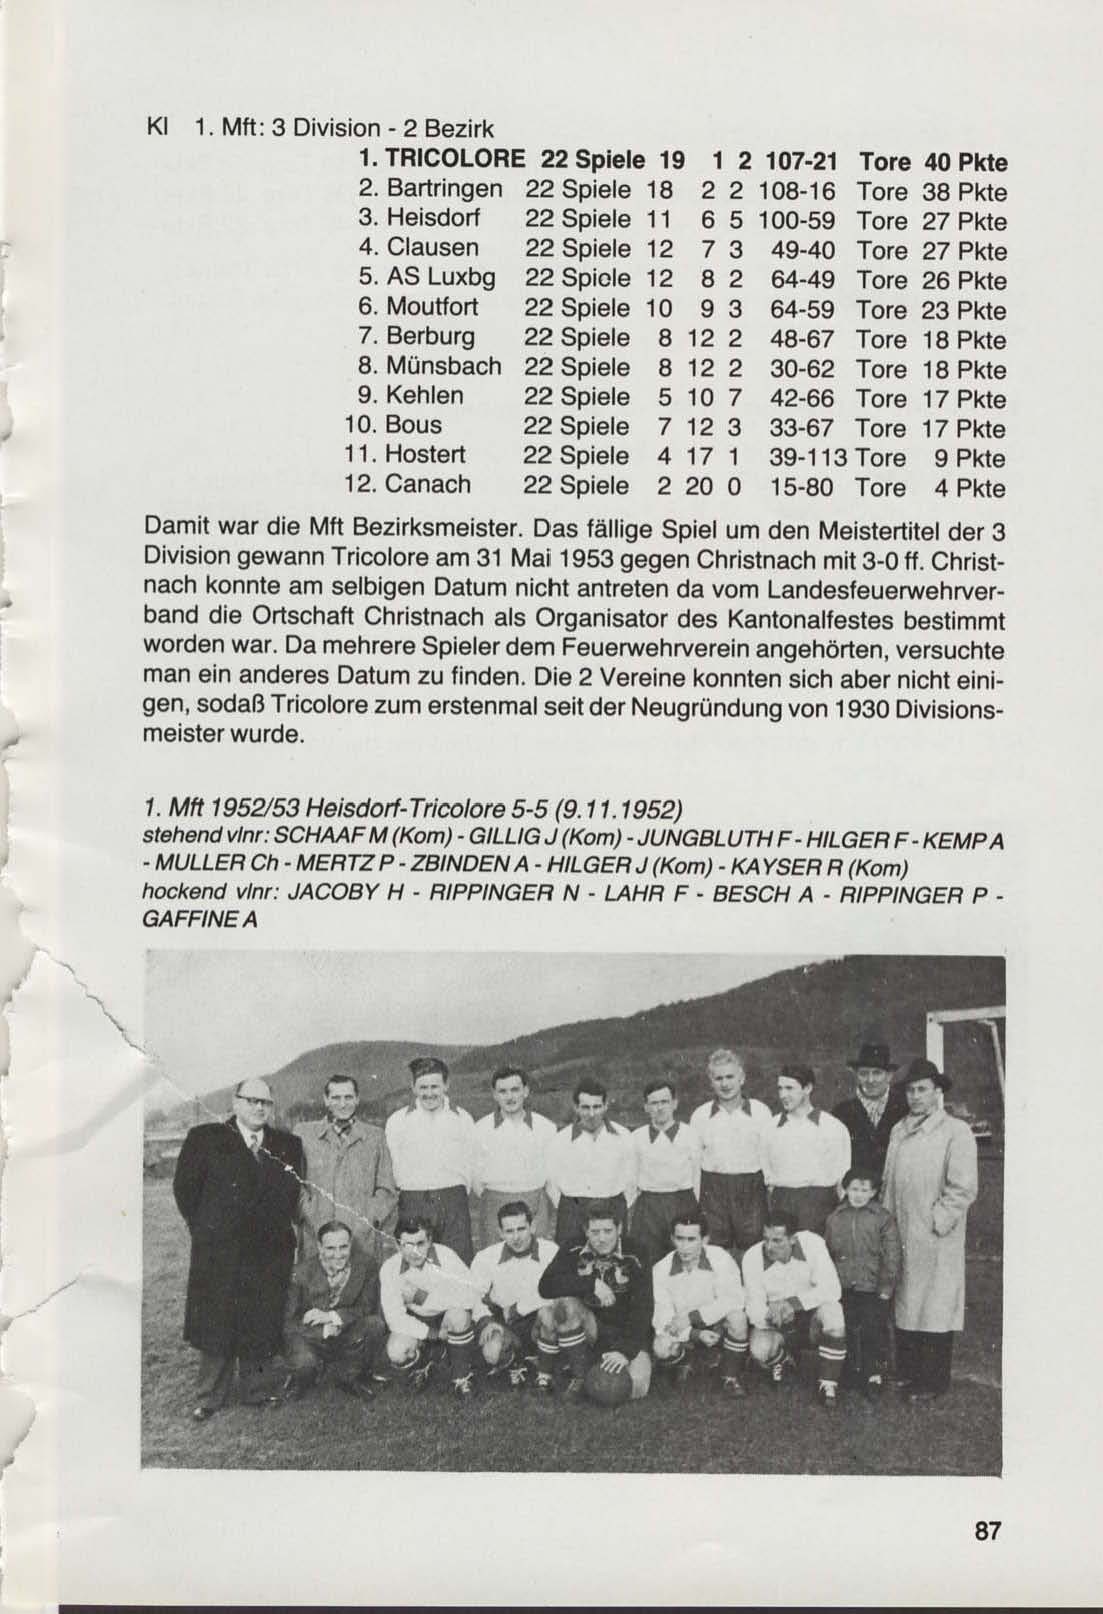 Kl 1. Mft: 3 Division - 2 Bezirk
1. TRICOLORE 22 Spiele 19 1 2 107-21 Tore 40 Pkte
2. Bartringen 22 Spiele 18 2 2 108-16 Tore 38 Pkte
3. Heisdorf 22 Spiele 11 6 5 100-59 Tore 27 Pkte
4. Clausen 22 Spiele 12 7 3 49-40 Tore 27 Pkte
5. AS Luxbg 22 Spiele 12 8 2 64-49 Tore 26 Pkte
6. Moutfort 22 Spiele 10 9 3 64-59 Tore 23 Pkte
7. Berburg 22 Spiele 8 12 2 48-67 Tore 18 Pkte
8. Münsbach 22 Spiele 8 12 2 30-62 Tore 18 Pkte
9. Kehlen 22 Spiele 5 10 7 42-66 Tore 17 Pkte
10. Bous 22 Spiele 7 12 3 33-67 Tore 17 Pkte
11. Hostert 22 Spiele 4 17 1 39-113 Tore 9 Pkte
12. Canach 22 Spiele 2 20 0 15-80 Tore 4 Pkte
Damit war die Mft Bezirksmeister. Das fällige Spiel um den Meistertitel der 3
Division gewann Tricolore am 31 Mai 1953 gegen Christnach mit 3-0 ff. Christ-
nach konnte am selbigen Datum nicht antreten da vom Landesfeuerwehrver-
band die Ortschaft Christnach als Organisator des Kantonalfestes bestimmt
worden war. Da mehrere Spieler dem Feuerwehrverein angehörten, versuchte
man ein anderes Datum zu finden. Die 2 Vereine konnten sich aber nicht eini-
gen, sodaß Tricolore zum erstenmal seit der Neugründung von 1930 Divisions-
meister wurde.
1. Mft 1952/53 Heisdorf-Tricolore 5-5 (9.11.1952)
stehend vlnr: SCHAAF M (Kom) - GILLIG J (Kom) - JUNGBLUTH F - HILGER F - KEMP A
- MULLER Ch - MERTZ P - ZBINDEN A - HILGER J (Kom) - KAYSER R (Kom)
hockend vlnr: JACOBY H - RIPPINGER N - LAHR F - BESCH A - RIPPINGER P -
GAFFINE A
87